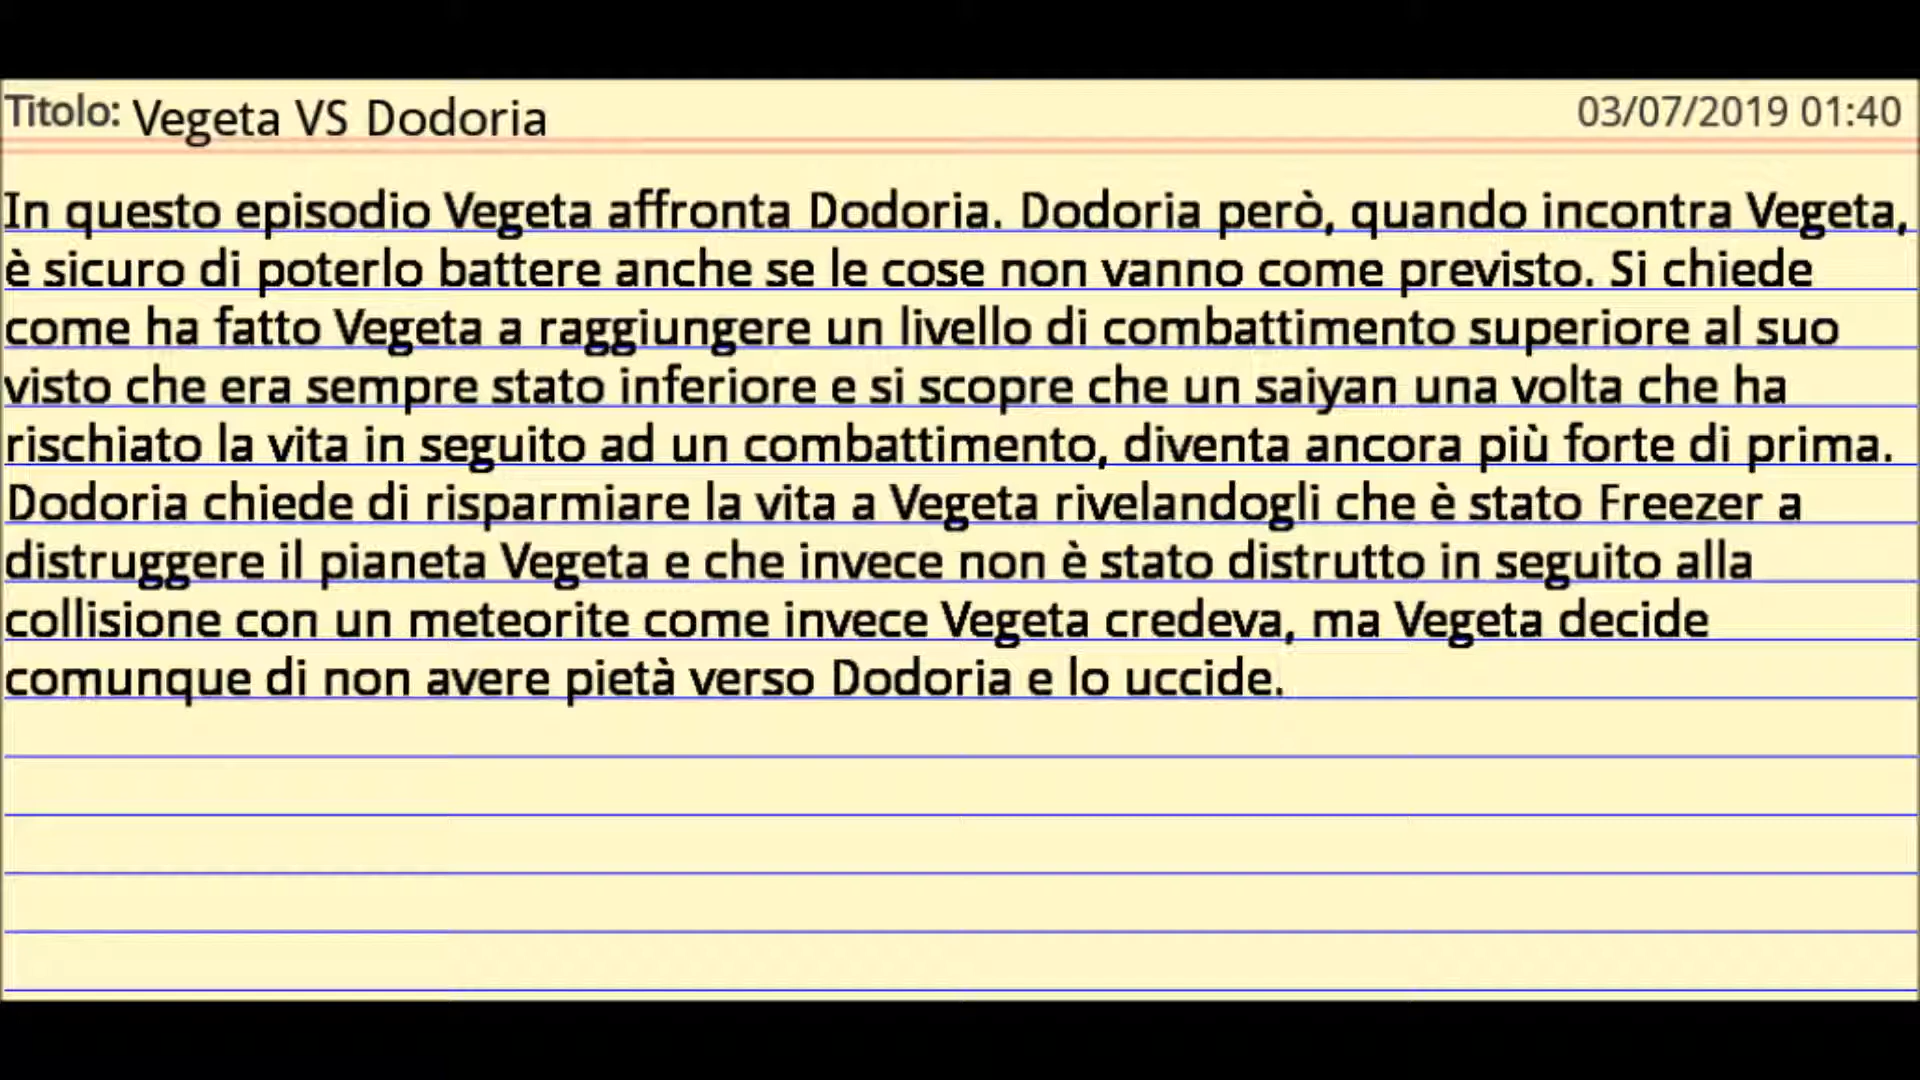 Titolo: Vegeta VS Dodoria 03/07/2019 01:40
In questo episodio Vegeta affronta Dodoria. Dodoria però, quando incontra Vegeta,
è sicuro di poterlo battere anche se le cose non vanno come previsto. Si chiede
come ha fatto Vegeta a raggiungere un livello di combattimento superiore al suo
visto che era sempre stato inferiore e si scopre che un saiyan una volta che ha
rischiato la vita in seguito ad un combattimento, diventa ancora più forte di prima.
Dodoria chiede di risparmiare la vita a Vegeta rivelandogli che è stato Freezer a
distruggere il pianeta Vegeta e che invece non è stato distrutto in seguito alla
collisione con un meteorite come invece Vegeta credeva, ma Vegeta decide
comunque di non avere pietà verso Dodoria e lo uccide.